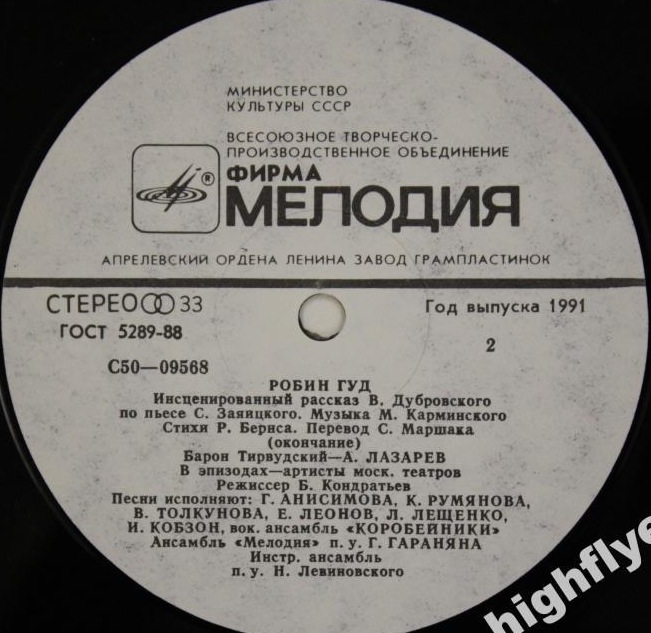 МИНИСТЕРСТВО
КУЛЬТУРЫ СССР
ВСЕСОЮЗНОЕ ТВОРЧЕСКО-
ПРОИЗВОДСТВЕННОЕ ОБЪЕДИНЕНИЕ
ФИРМА
®
МЕЛОДИЯ
АПРЕЛЕВСКИЙ ОРДЕНА ЛЕНИНА ЗАВОД ГРАМПЛАСТИНОК
СТЕРЕО 33
Год выпуска 1991
ГОСТ 5289-88
2
С50—09568
РОБИН ГУД
Инсценированный рассказ В. Дубровского
по пьесе С. Заяицкого. Музыка М. Карминского
Стихи Р. Бернса. Перевод С. Маршака
(окончание)
Барон Тирвудский—А. ЛАЗАРЕВ
В эпизодах—артисты моск. театров
Режиссер Б. Кондратьев
Песни исполняют: Г. АНИСИМОВА, К. РУМЯНОВА,
В. ТОЛКУНОВА, Е. ЛЕОНОВ, Л. ЛЕЩЕНКО,
И. КОБЗОН, вок. ансамбль «КОРОБЕЙНИКИ»
Ансамбль «Мелодия» п. у. Г. ГАРАНЯНА
Инстр. ансамбль
п. у. Н. Левиновского
highflye